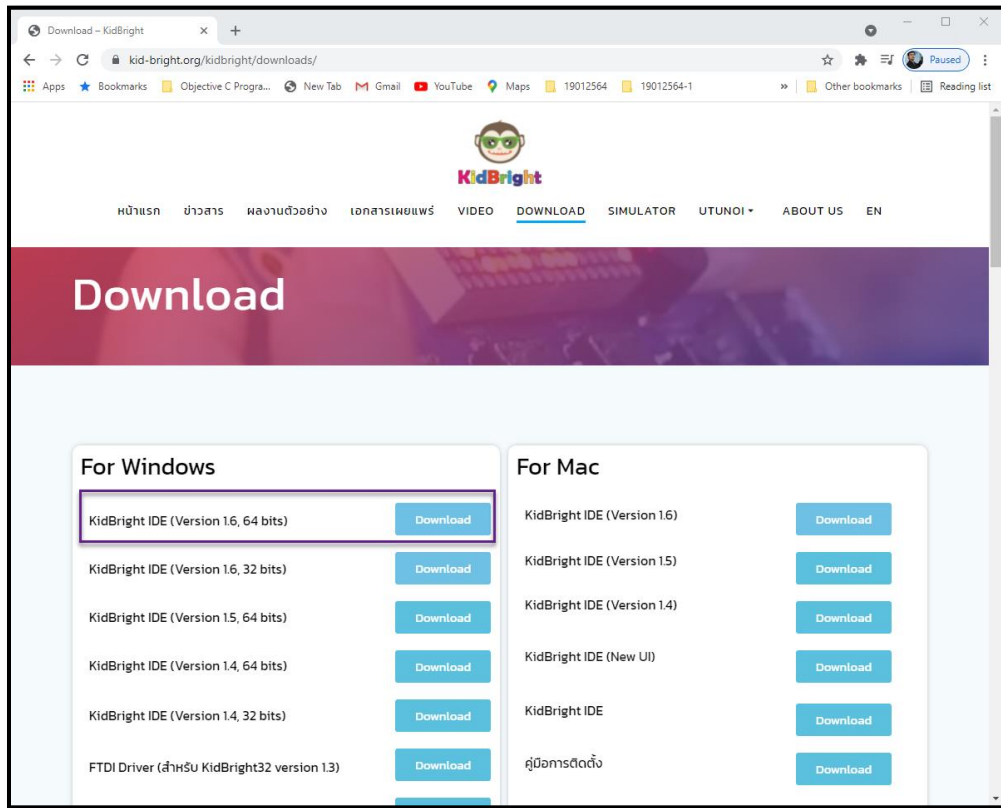 Download – KidBright
kid-bright.org/kidbright/downloads/
Paused
Apps Bookmarks Objective C Progra... New Tab Gmail YouTube Maps 19012564 19012564-1 » Other bookmarks Reading list
KidBright
หน้าแรก ข่าวสาร ผลงานตัวอย่าง เอกสารเผยแพร่ VIDEO DOWNLOAD SIMULATOR UTUNOI ABOUT US EN
Download
For Windows
KidBright IDE (Version 1.6, 64 bits) Download
KidBright IDE (Version 1.6, 32 bits) Download
KidBright IDE (Version 1.5, 64 bits) Download
KidBright IDE (Version 1.4, 64 bits) Download
KidBright IDE (Version 1.4, 32 bits) Download
FTDI Driver (สำหรับ KidBright32 version 1.3) Download
For Mac
KidBright IDE (Version 1.6) Download
KidBright IDE (Version 1.5) Download
KidBright IDE (Version 1.4) Download
KidBright IDE (New UI) Download
KidBright IDE Download
คู่มือการติดตั้ง Download